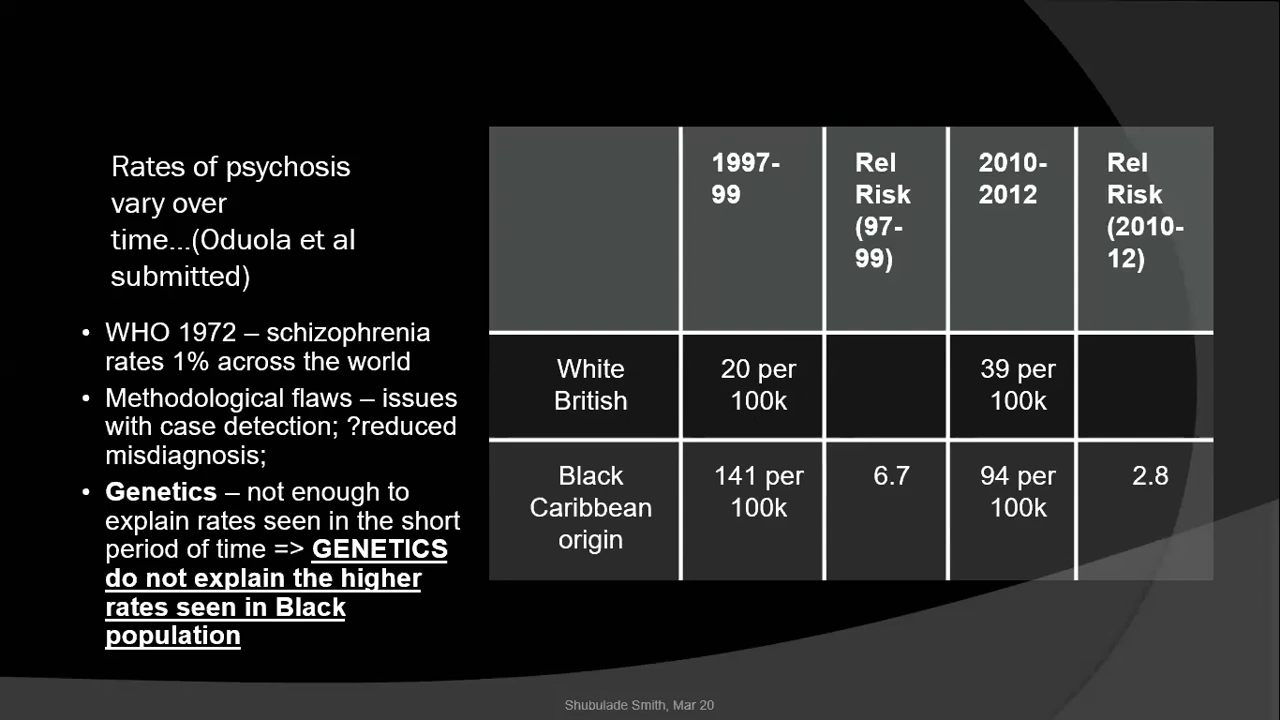 Rates of psychosis
vary over
time...(Oduola et al
submitted)
• WHO 1972 – schizophrenia
rates 1% across the world
• Methodological flaws – issues
with case detection; ?reduced
misdiagnosis;
• Genetics – not enough to
explain rates seen in the short
period of time => GENETICS
do not explain the higher
rates seen in Black
population
1997-
99
Rel
Risk
(97-
99)
2010-
2012
Rel
Risk
(2010-
12)
White
British
20 per
100k
39 per
100k
Black
Caribbean
origin
141 per
100k
6.7
94 per
100k
2.8
Shubulade Smith, Mar 20